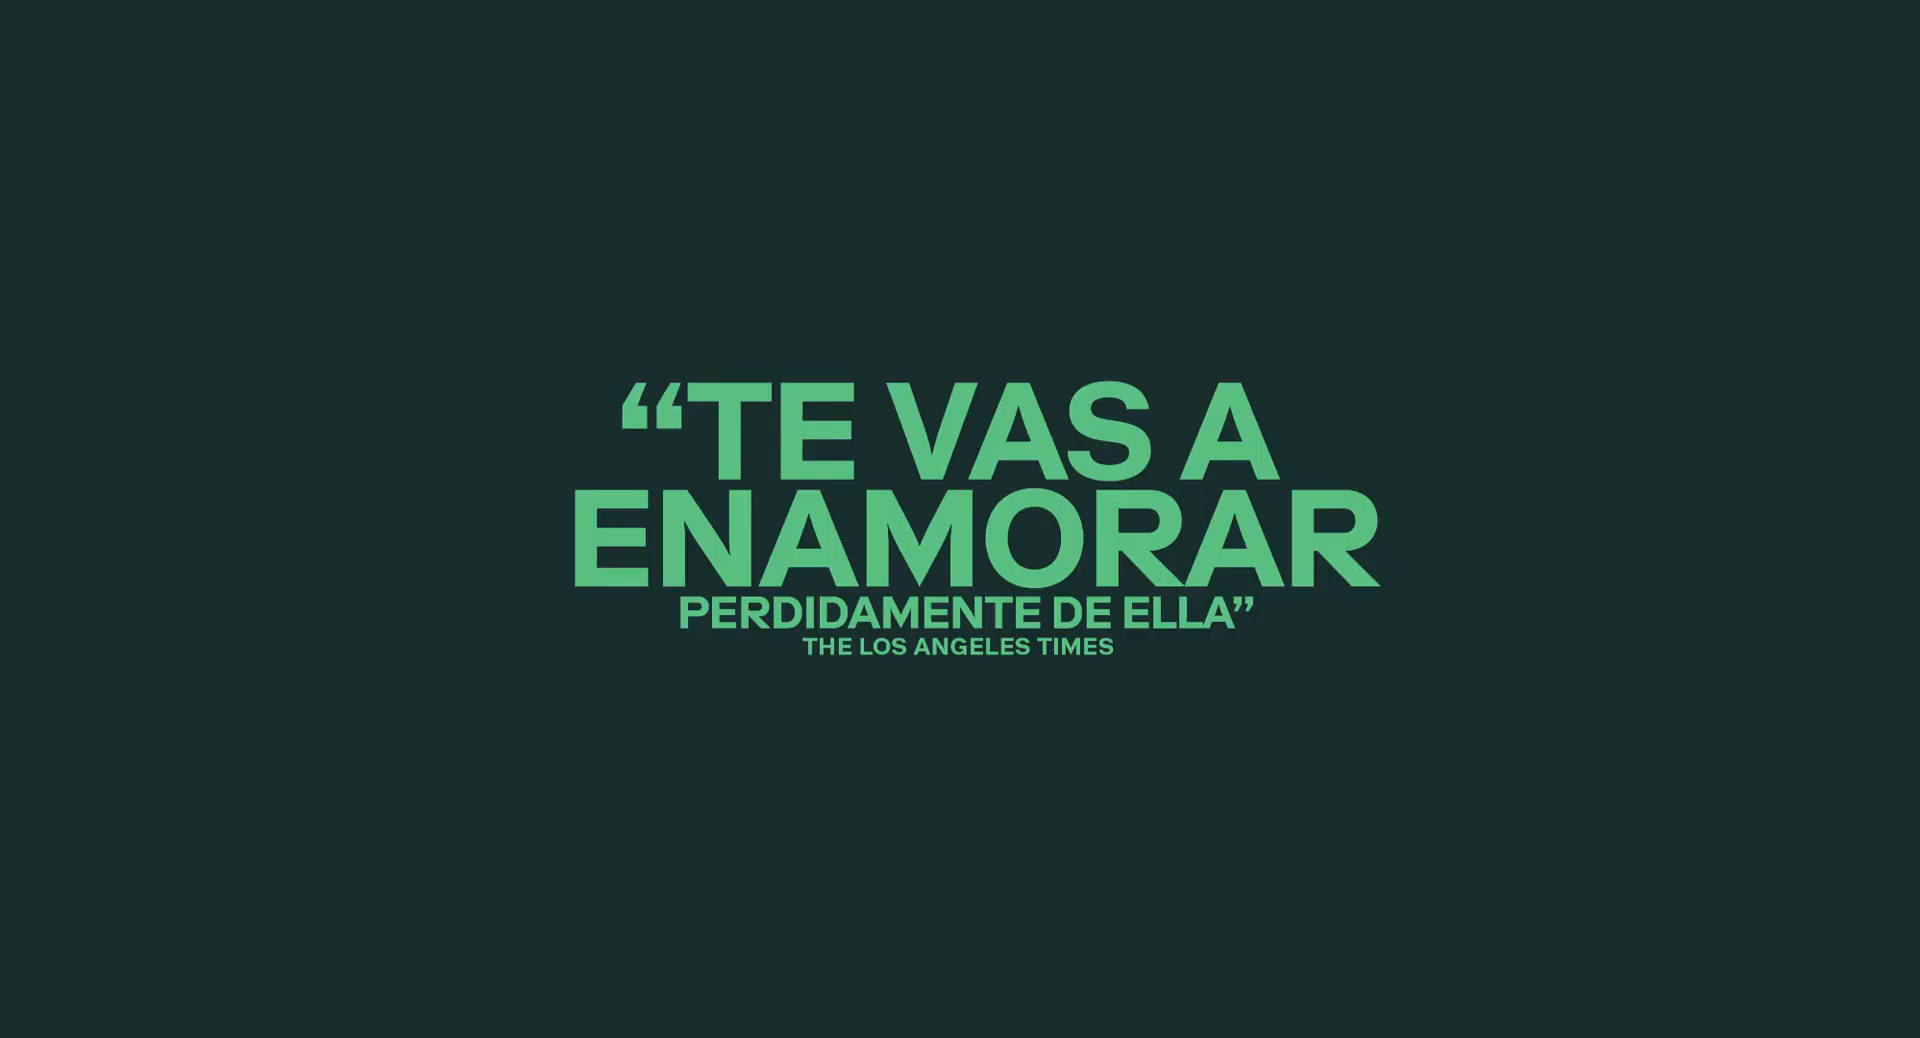 “TE VAS A
ENAMORAR
PERDIDAMENTE DE ELLA”
THE LOS ANGELES TIMES